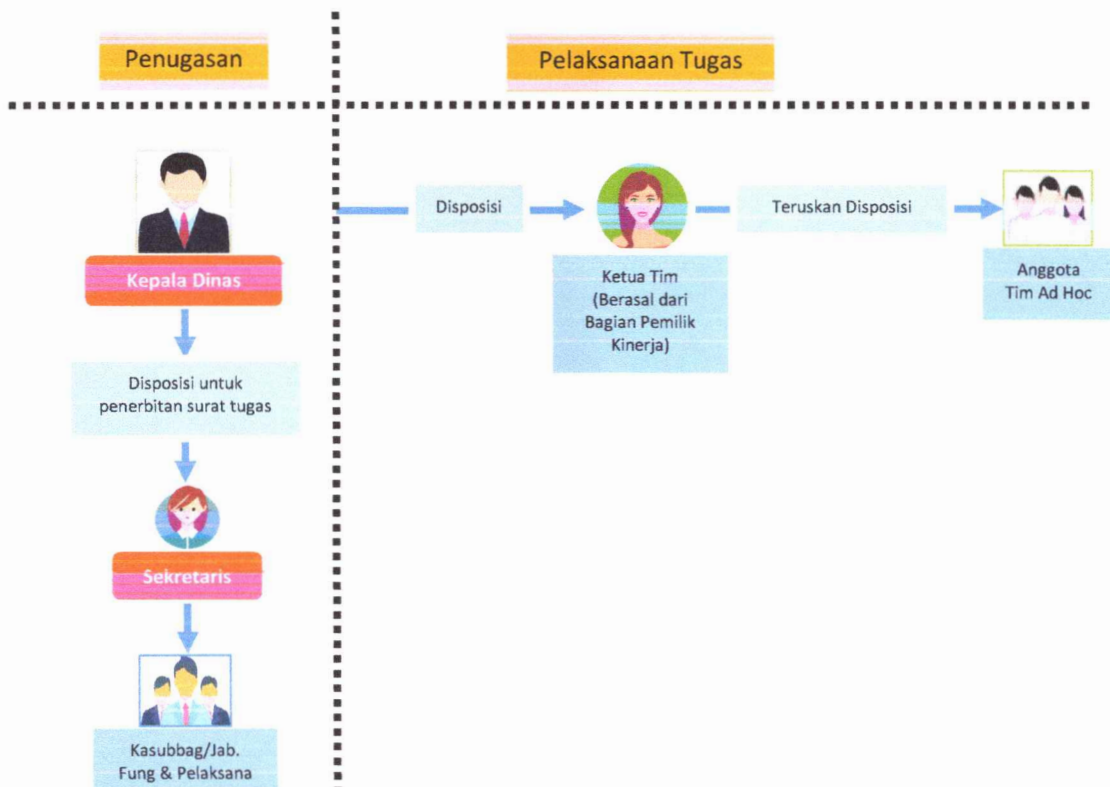 Penugasan
Pelaksanaan Tugas
Kepala Dinas
Disposisi untuk
penerbitan surat tugas
Sekretaris
Kasubbag/Jab.
Fung & Pelaksana
Disposisi
Ketua Tim
(Berasal dari
Bagian Pemilik
Kinerja)
Teruskan Disposisi
Anggota
Tim Ad Hoc